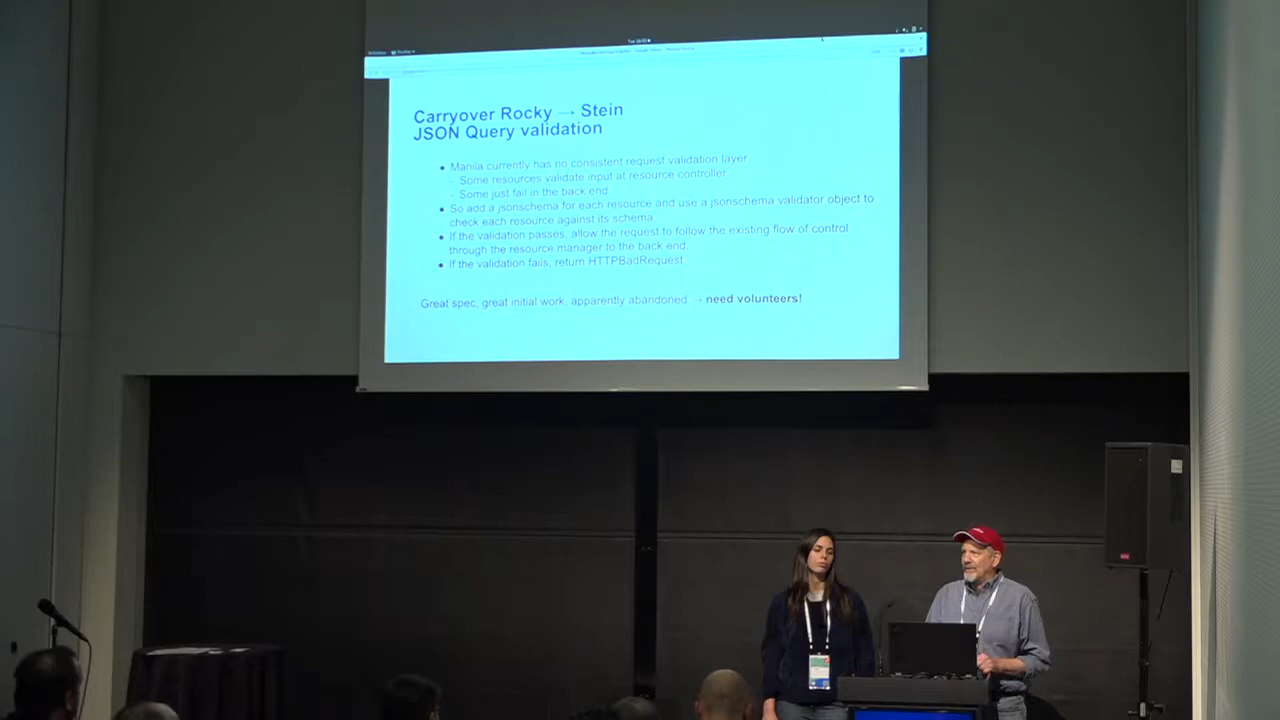 Carryover Rocky → Stein
JSON Query validation
● Manila currently has no consistent request validation layer
- Some resources validate input at resource controller
- Some just fail in the back end.
● So add a jsonschema for each resource and use a jsonschema validator object to
check each resource against its schema.
● If the validation passes, allow the request to follow the existing flow of control
through the resource manager to the back end.
● If the validation fails, return HTTPBadRequest
Great spec, great initial work, apparently abandoned → need volunteers!